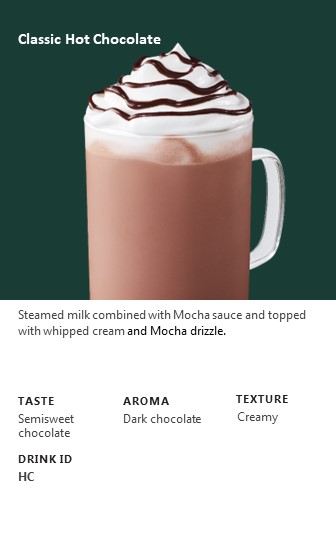 Classic Hot Chocolate
Steamed milk combined with Mocha sauce and topped
with whipped cream and Mocha drizzle.
TASTE
Semisweet
chocolate
AROMA
Dark chocolate
TEXTURE
Creamy
DRINK ID
HC